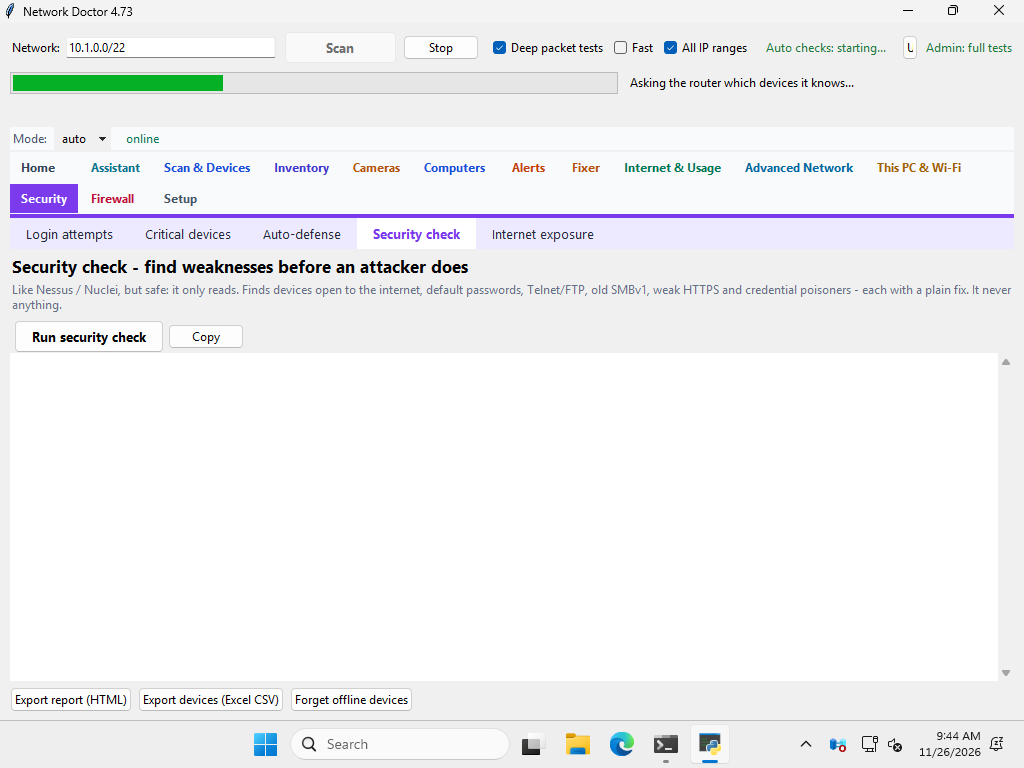 Network Doctor 4.73
Network: 10.1.0.0/22 Scan Stop Deep packet tests Fast All IP ranges Auto checks: starting... Admin: full tests
Asking the router which devices it knows...
Mode: auto online
Home Assistant Scan & Devices Inventory Cameras Computers Alerts Fixer Internet & Usage Advanced Network This PC & Wi-Fi
Security Firewall Setup
Login attempts Critical devices Auto-defense Security check Internet exposure
Security check - find weaknesses before an attacker does
Like Nessus / Nuclei, but safe: it only reads. Finds devices open to the internet, default passwords, Telnet/FTP, old SMBv1, weak HTTPS and credential poisoners - each with a plain fix. It never
anything.
Run security check Copy
Export report (HTML) Export devices (Excel CSV) Forget offline devices
Search
9:44 AM
11/26/2026